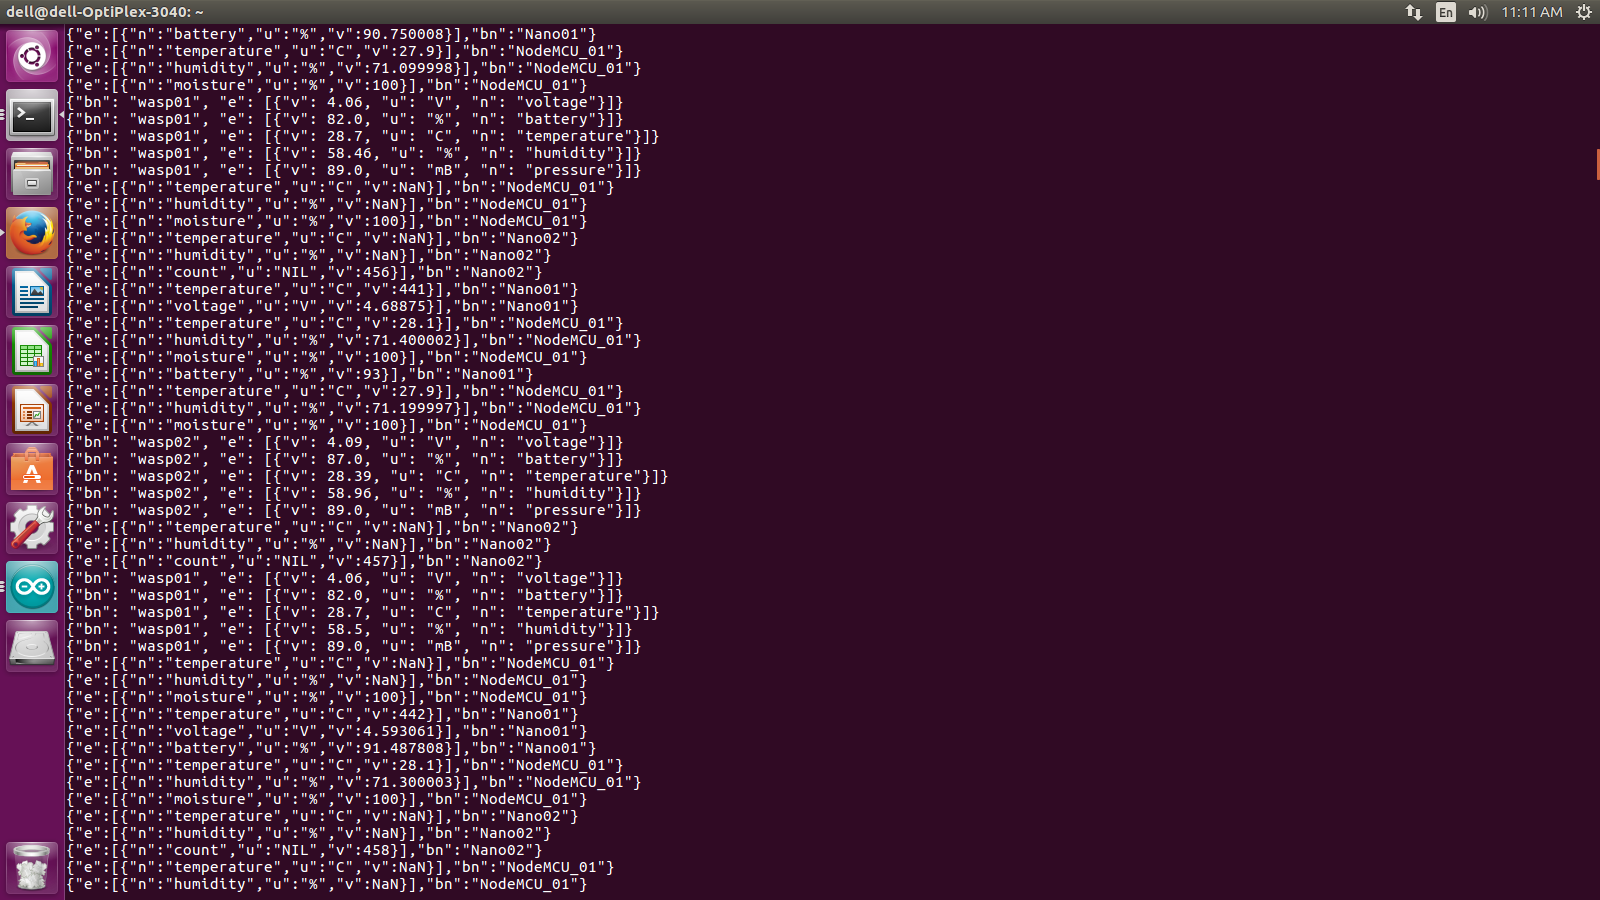 dell@dell-OptiPlex-3040: ~
En
11:11 AM
{"e":[{"n":"battery","u":"%","v":90.750008}],"bn":"Nano01"}
{"e":[{"n":"temperature","u":"C","v":27.9}],"bn":"NodeMCU_01"}
{"e":[{"n":"humidity","u":"%","v":71.099998}],"bn":"NodeMCU_01"}
{"e":[{"n":"moisture","u":"%","v":100}],"bn":"NodeMCU_01"}
{"bn": "wasp01", "e": [{"v": 4.06, "u": "V", "n": "voltage"}]}
{"bn": "wasp01", "e": [{"v": 82.0, "u": "%", "n": "battery"}]}
{"bn": "wasp01", "e": [{"v": 28.7, "u": "C", "n": "temperature"}]}
{"bn": "wasp01", "e": [{"v": 58.46, "u": "%", "n": "humidity"}]}
{"bn": "wasp01", "e": [{"v": 89.0, "u": "mB", "n": "pressure"}]}
{"e":[{"n":"temperature","u":"C","v":NaN}],"bn":"NodeMCU_01"}
{"e":[{"n":"humidity","u":"%","v":NaN}],"bn":"NodeMCU_01"}
{"e":[{"n":"moisture","u":"%","v":100}],"bn":"NodeMCU_01"}
{"e":[{"n":"temperature","u":"C","v":NaN}],"bn":"Nano02"}
{"e":[{"n":"humidity","u":"%","v":NaN}],"bn":"Nano02"}
{"e":[{"n":"count","u":"NIL","v":456}],"bn":"Nano02"}
{"e":[{"n":"temperature","u":"C","v":441}],"bn":"Nano01"}
{"e":[{"n":"voltage","u":"V","v":4.68875}],"bn":"Nano01"}
{"e":[{"n":"temperature","u":"C","v":28.1}],"bn":"NodeMCU_01"}
{"e":[{"n":"humidity","u":"%","v":71.400002}],"bn":"NodeMCU_01"}
{"e":[{"n":"moisture","u":"%","v":100}],"bn":"NodeMCU_01"}
{"e":[{"n":"battery","u":"%","v":93}],"bn":"Nano01"}
{"e":[{"n":"temperature","u":"C","v":27.9}],"bn":"NodeMCU_01"}
{"e":[{"n":"humidity","u":"%","v":71.199997}],"bn":"NodeMCU_01"}
{"e":[{"n":"moisture","u":"%","v":100}],"bn":"NodeMCU_01"}
{"bn": "wasp02", "e": [{"v": 4.09, "u": "V", "n": "voltage"}]}
{"bn": "wasp02", "e": [{"v": 87.0, "u": "%", "n": "battery"}]}
{"bn": "wasp02", "e": [{"v": 28.39, "u": "C", "n": "temperature"}]}
{"bn": "wasp02", "e": [{"v": 58.96, "u": "%", "n": "humidity"}]}
{"bn": "wasp02", "e": [{"v": 89.0, "u": "mB", "n": "pressure"}]}
{"e":[{"n":"temperature","u":"C","v":NaN}],"bn":"Nano02"}
{"e":[{"n":"humidity","u":"%","v":NaN}],"bn":"Nano02"}
{"e":[{"n":"count","u":"NIL","v":457}],"bn":"Nano02"}
{"bn": "wasp01", "e": [{"v": 4.06, "u": "V", "n": "voltage"}]}
{"bn": "wasp01", "e": [{"v": 82.0, "u": "%", "n": "battery"}]}
{"bn": "wasp01", "e": [{"v": 28.7, "u": "C", "n": "temperature"}]}
{"bn": "wasp01", "e": [{"v": 58.5, "u": "%", "n": "humidity"}]}
{"bn": "wasp01", "e": [{"v": 89.0, "u": "mB", "n": "pressure"}]}
{"e":[{"n":"temperature","u":"C","v":NaN}],"bn":"NodeMCU_01"}
{"e":[{"n":"humidity","u":"%","v":NaN}],"bn":"NodeMCU_01"}
{"e":[{"n":"moisture","u":"%","v":100}],"bn":"NodeMCU_01"}
{"e":[{"n":"temperature","u":"C","v":442}],"bn":"Nano01"}
{"e":[{"n":"voltage","u":"V","v":4.593061}],"bn":"Nano01"}
{"e":[{"n":"battery","u":"%","v":91.487808}],"bn":"Nano01"}
{"e":[{"n":"temperature","u":"C","v":28.1}],"bn":"NodeMCU_01"}
{"e":[{"n":"humidity","u":"%","v":71.300003}],"bn":"NodeMCU_01"}
{"e":[{"n":"moisture","u":"%","v":100}],"bn":"NodeMCU_01"}
{"e":[{"n":"temperature","u":"C","v":NaN}],"bn":"Nano02"}
{"e":[{"n":"humidity","u":"%","v":NaN}],"bn":"Nano02"}
{"e":[{"n":"count","u":"NIL","v":458}],"bn":"Nano02"}
{"e":[{"n":"temperature","u":"C","v":NaN}],"bn":"NodeMCU_01"}
{"e":[{"n":"humidity","u":"%","v":NaN}],"bn":"NodeMCU_01"}